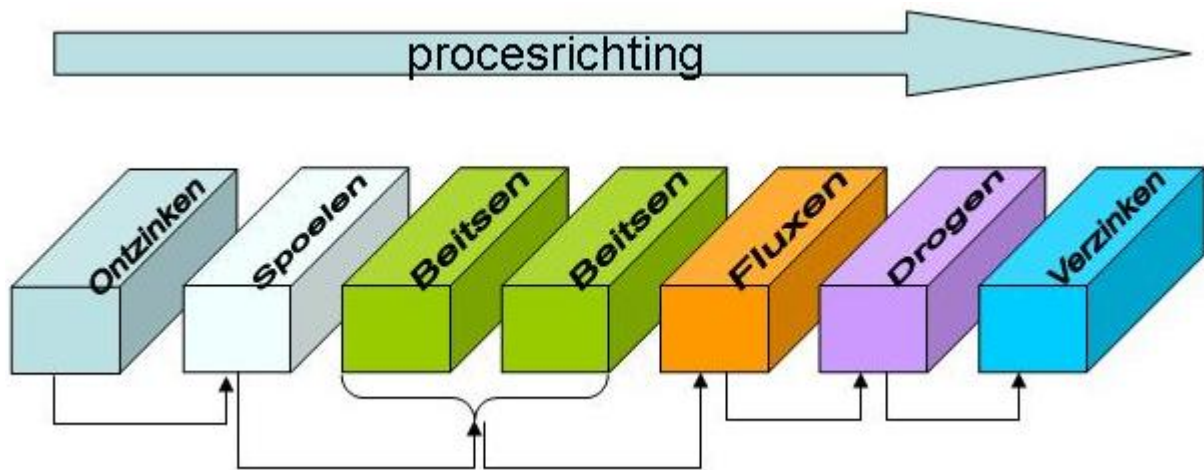 procesrichting
Ontzinken
Spoelen
Beitsen
Beitsen
Fluxen
Drogen
Verzinken